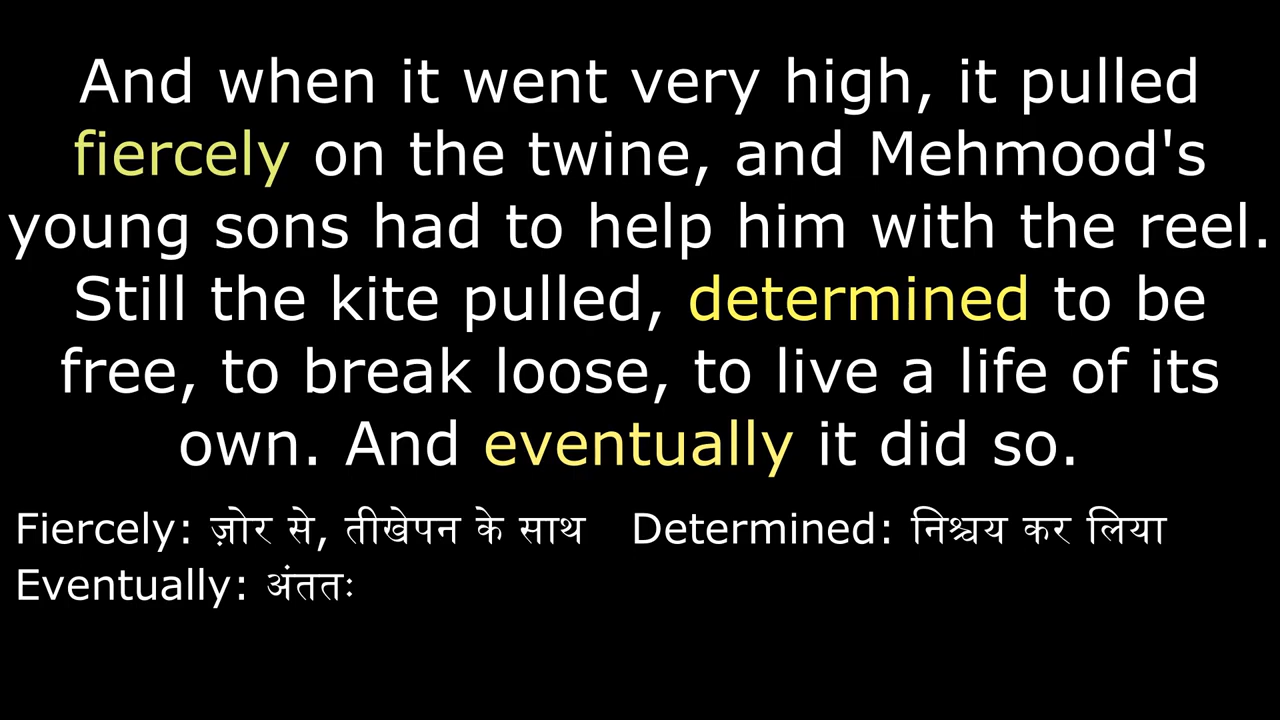 And when it went very high, it pulled
fiercely on the twine, and Mehmood's
young sons had to help him with the reel.
Still the kite pulled, determined to be
free, to break loose, to live a life of its
own. And eventually it did so.
Fiercely: ज़ोर से, तीखेपन के साथ Determined: निश्चय कर लिया
Eventually: अंततः